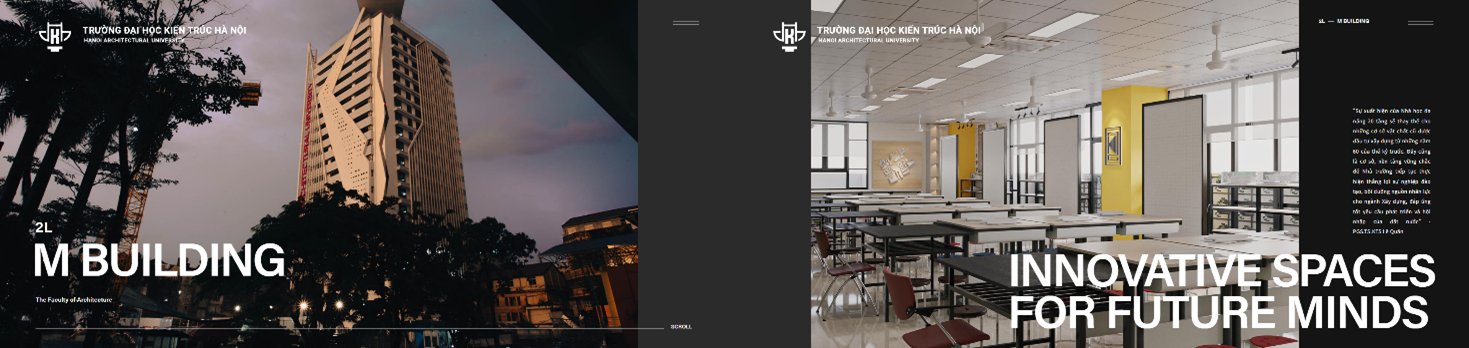 TRƯỜNG ĐẠI HỌC KIẾN TRÚC HÀ NỘI
HANOI ARCHITECTURAL UNIVERSITY
2L
M BUILDING
The Faculty of Architecture
SCROLL
TRƯỜNG ĐẠI HỌC KIẾN TRÚC HÀ NỘI
HANOI ARCHITECTURAL UNIVERSITY
2L — M BUILDING
"Sự xuất hiện của Nhà học đa
năng 20 tầng sẽ thay thế cho
những cơ sở vật chất cũ được
đầu tư xây dựng từ những năm
60 của thế kỷ trước. Đây cũng
là cơ sở, nền tảng vững chắc
để Nhà trường tiếp tục thực
hiện thắng lợi sự nghiệp đào
tạo, bồi dưỡng nguồn nhân lực
cho ngành Xây dựng, đáp ứng
tốt yêu cầu phát triển và hội
nhập của đất nước" -
PGS.TS.KTS Lê Quân
INNOVATIVE SPACES
FOR FUTURE MINDS